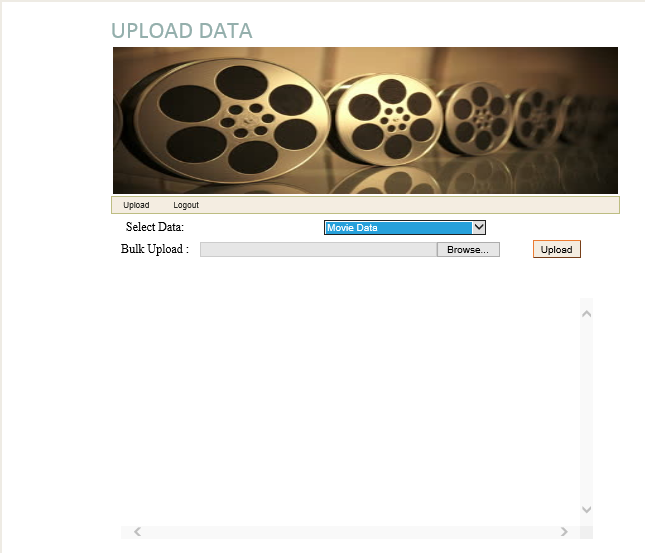 UPLOAD DATA
Upload Logout
Select Data: Movie Data
Bulk Upload : Browse... Upload